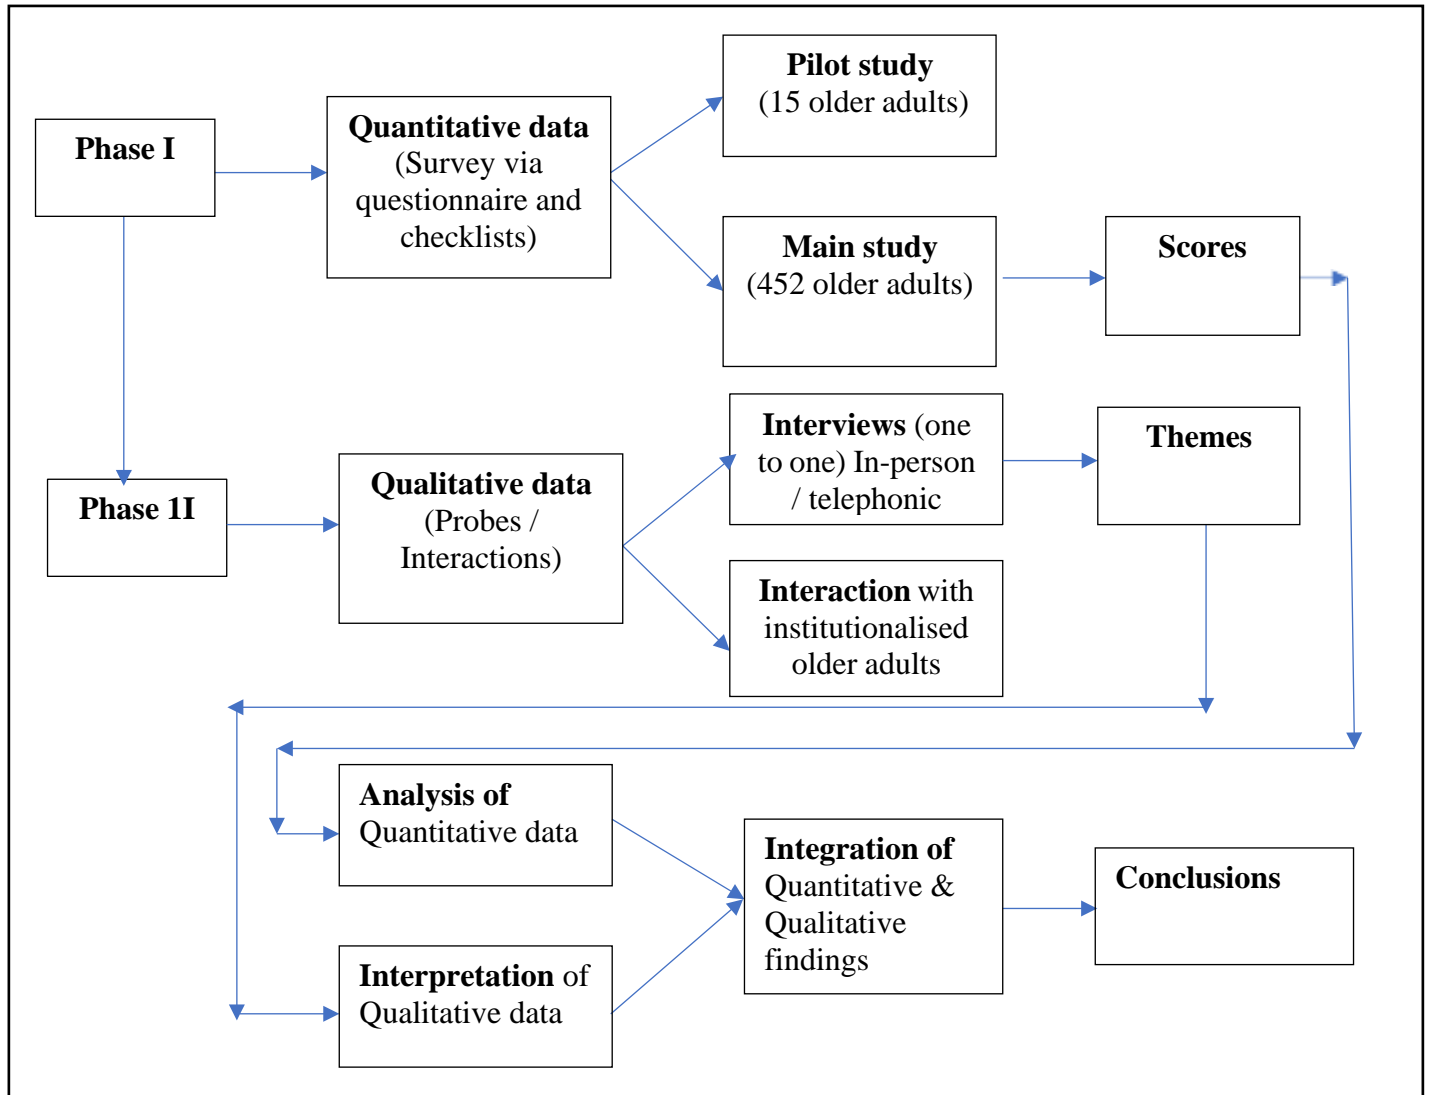 Phase I
Quantitative data
(Survey via
questionnaire and
checklists)
Pilot study
(15 older adults)
Main study
(452 older adults)
Scores
Phase 1I
Qualitative data
(Probes /
Interactions)
Interviews (one
to one) In-person
/ telephonic
Interaction with
institutionalised
older adults
Themes
Analysis of
Quantitative data
Interpretation of
Qualitative data
Integration of
Quantitative &
Qualitative
findings
Conclusions